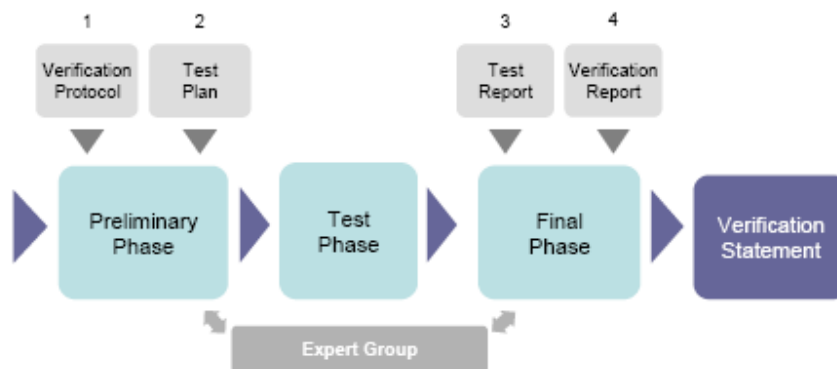 1
2
3
4
Verification
Protocol
Test
Plan
Test
Report
Verification
Report
Preliminary
Phase
Test
Phase
Final
Phase
Verification
Statement
Expert Group